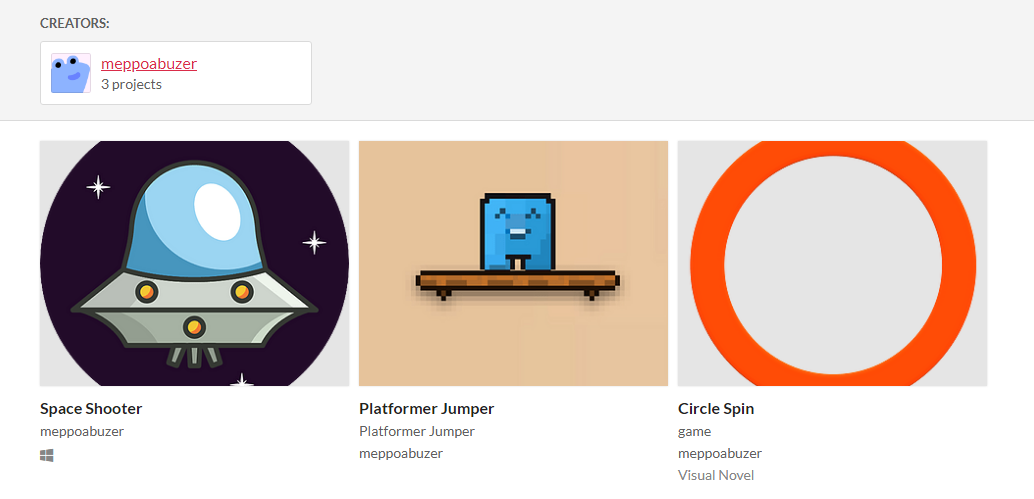 CREATORS:
meppoabuzer
3 projects
Space Shooter
meppoabuzer
Platformer Jumper
Platformer Jumper
meppoabuzer
Circle Spin
game
meppoabuzer
Visual Novel